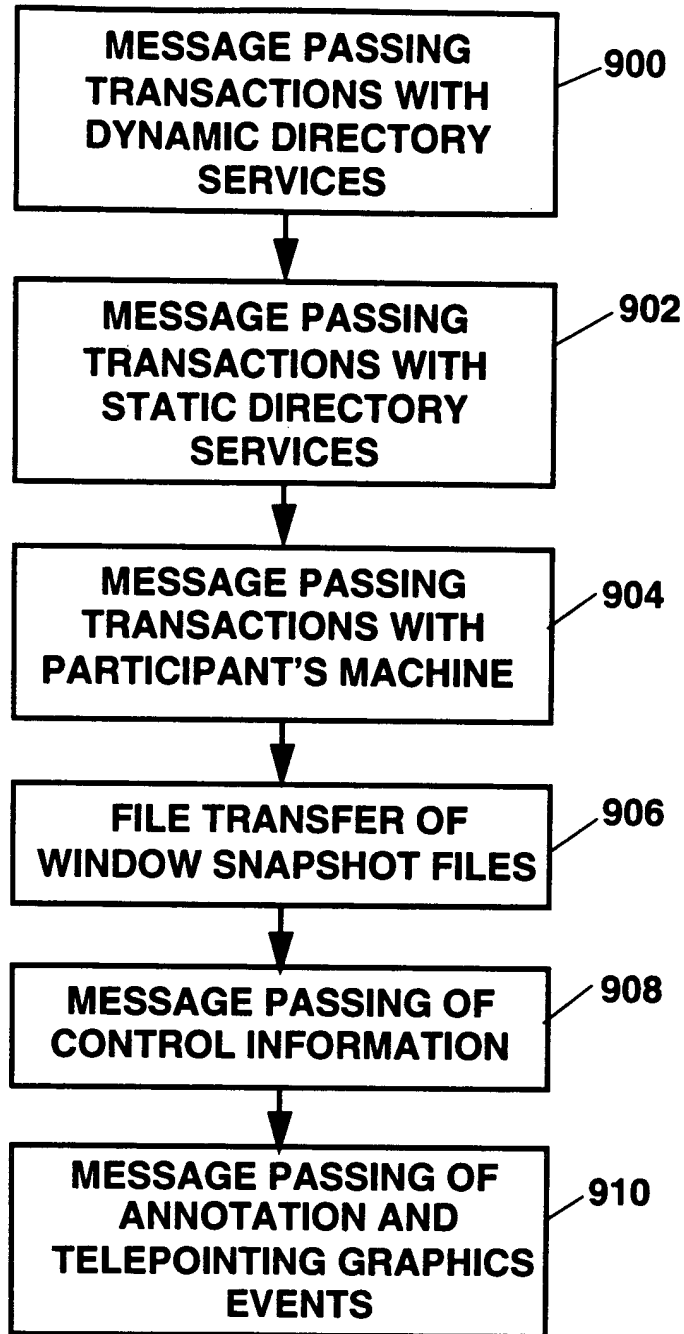 MESSAGE PASSING
TRANSACTIONS WITH
DYNAMIC DIRECTORY
SERVICES
900
MESSAGE PASSING
TRANSACTIONS WITH
STATIC DIRECTORY
SERVICES
902
MESSAGE PASSING
TRANSACTIONS WITH
PARTICIPANT'S MACHINE
904
FILE TRANSFER OF
WINDOW SNAPSHOT FILES
906
MESSAGE PASSING OF
CONTROL INFORMATION
908
MESSAGE PASSING OF
ANNOTATION AND
TELEPOINTING GRAPHICS
EVENTS
910